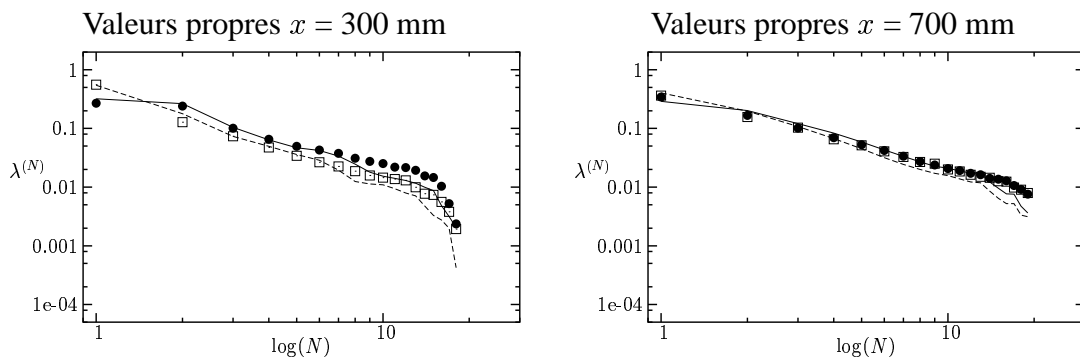 Valeurs propres x = 300 mm
1
0.1
λ^(N)
0.01
0.001
1e-04
1
10
log(N)
Valeurs propres x = 700 mm
1
0.1
λ^(N)
0.01
0.001
1e-04
1
10
log(N)